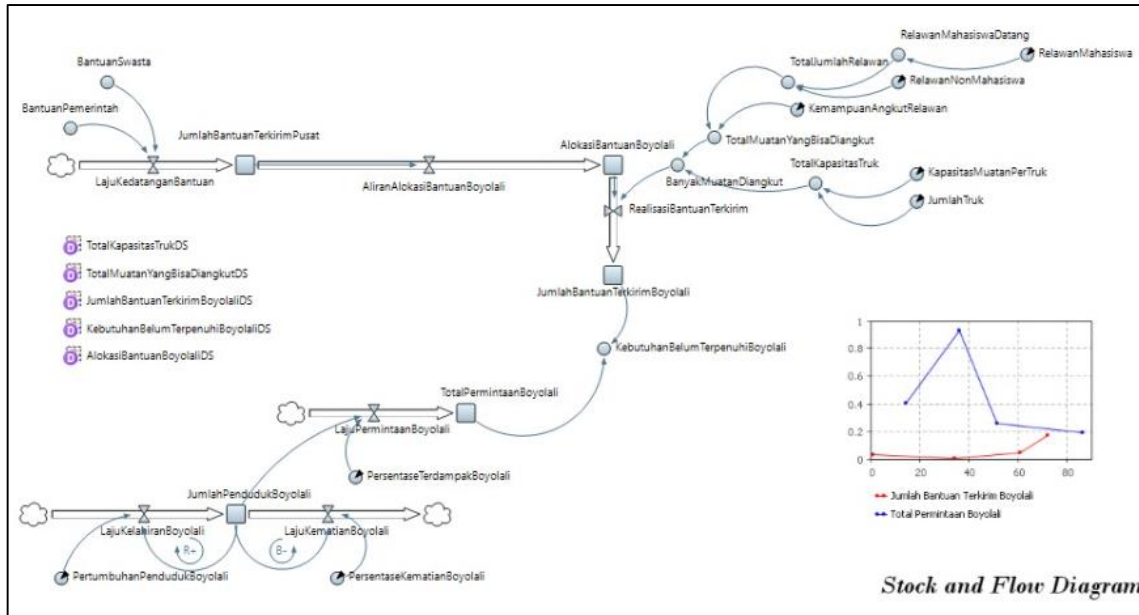 RelawanMahasiswaDatang
BantuanSwasta
TotalJumlahRelawan
RelawanMahasiswa
RelawanNonMahasiswa
BantuanPemerintah
KemampuanAngkutRelawan
JumlahBantuanTerkirimPusat
AlokasiBantuanBoyolali
TotalMuatanYangBisaDiangkut
TotalKapasitasTruk
KapasitasMuatanPerTruk
LajuKedatanganBantuan
AliranAlokasiBantuanBoyolali
BanyakMuatanDiangkut
JumlahTruk
RealisasiBantuanTerkirim
TotalKapasitasTrukDS
TotalMuatanYangBisaDiangkutDS
JumlahBantuanTerkirimBoyolali
JumlahBantuanTerkirimBoyolaliDS
KebutuhanBelumTerpenuhiBoyolaliDS
AlokasiBantuanBoyolaliDS
KebutuhanBelumTerpenuhiBoyolali
TotalPermintaanBoyolali
LajuPermintaanBoyolali
PersentaseTerdampakBoyolali
JumlahPendudukBoyolali
LajuKelahiranBoyolali
LajuKematianBoyolali
R+
B-
PertumbuhanPendudukBoyolali
PersentaseKematianBoyolali
1
0.8
0.6
0.4
0.2
0
0 20 40 60 80
Jumlah Bantuan Terkirim Boyolali
Total Permintaan Boyolali
Stock and Flow Diagram